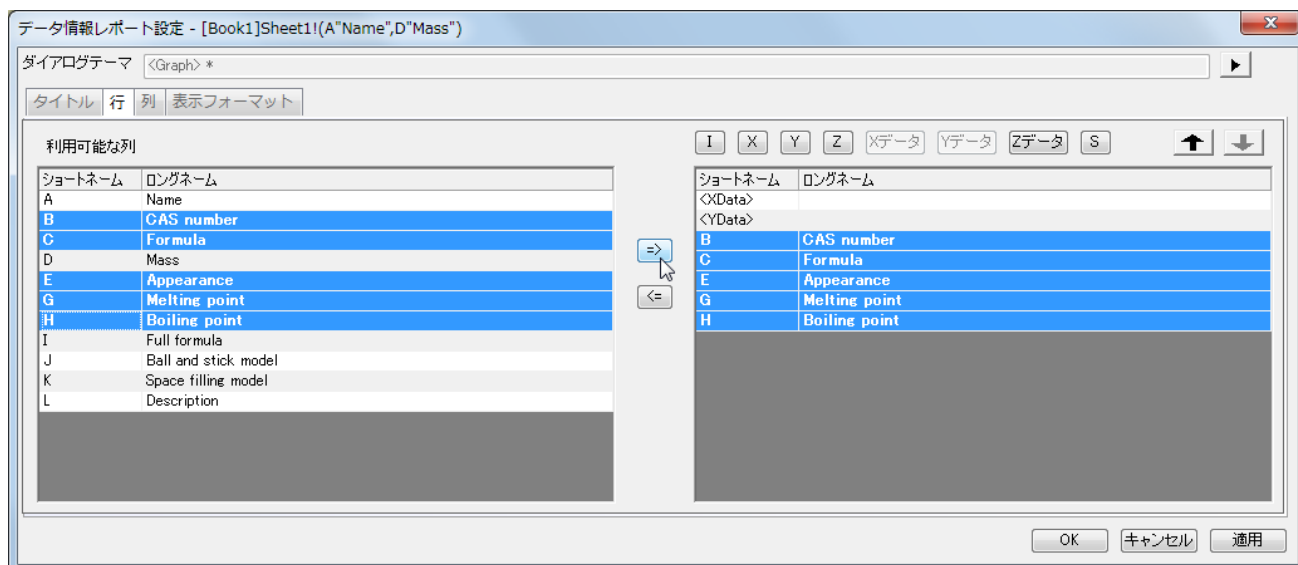 データ情報レポート設定 - [Book1]Sheet1!(A"Name",D"Mass")
ダイアログテーマ <Graph> *
タイトル 行 列 表示フォーマット
利用可能な列
I X Y Z Xデータ Yデータ Zデータ S
ショートネーム ロングネーム
A Name
B CAS number
C Formula
D Mass
E Appearance
G Melting point
H Boiling point
I Full formula
J Ball and stick model
K Space filling model
L Description
=>
<=
ショートネーム ロングネーム
<XData>
<YData>
B CAS number
C Formula
E Appearance
G Melting point
H Boiling point
OK キャンセル 適用